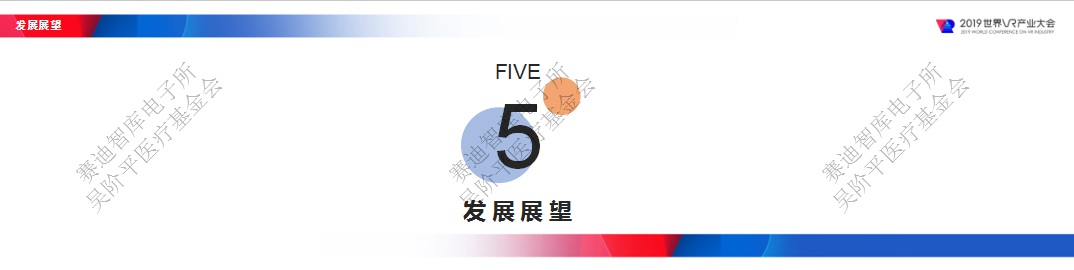 发展展望
2019世界VR产业大会
2019 WORLD CONFERENCE ON VR INDUSTRY
FIVE
5
发展展望
赛迪智库电子所
吴阶平医疗基金会
赛迪智库电子所
吴阶平医疗基金会
赛迪智库电子所
吴阶平医疗基金会